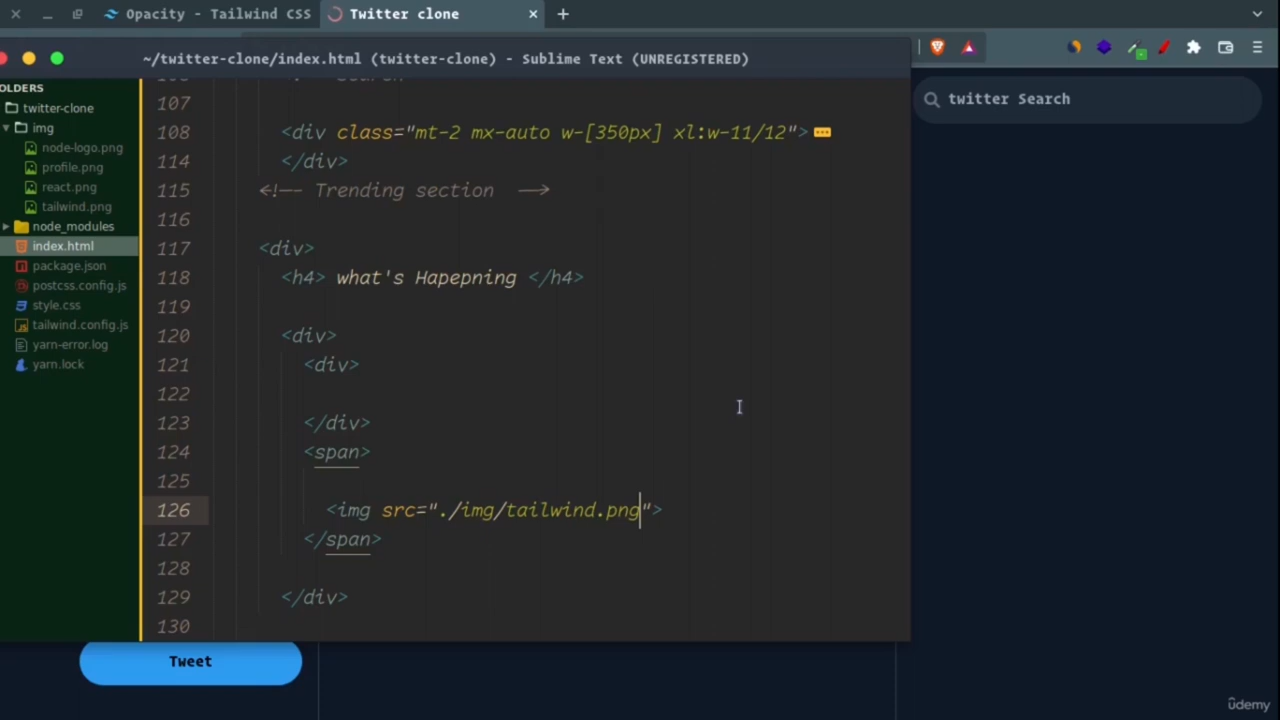 Opacity - Tailwind CSS
Twitter clone
~/twitter-clone/index.html (twitter-clone) - Sublime Text (UNREGISTERED)
twitter Search
OLDERS
twitter-clone
img
node-logo.png
profile.png
react.png
tailwind.png
node_modules
index.html
package.json
postcss.config.js
style.css
tailwind.config.js
yarn-error.log
yarn.lock
107
108 <div class="mt-2 mx-auto w-[350px] xl:w-11/12">
114 </div>
115 <!-- Trending section -->
116
117 <div>
118 <h4> what's Hapepning </h4>
119
120 <div>
121 <div>
122
123 </div>
124 <span>
125
126 <img src="./img/tailwind.png">
127 </span>
128
129 </div>
130
Tweet
ûdemy